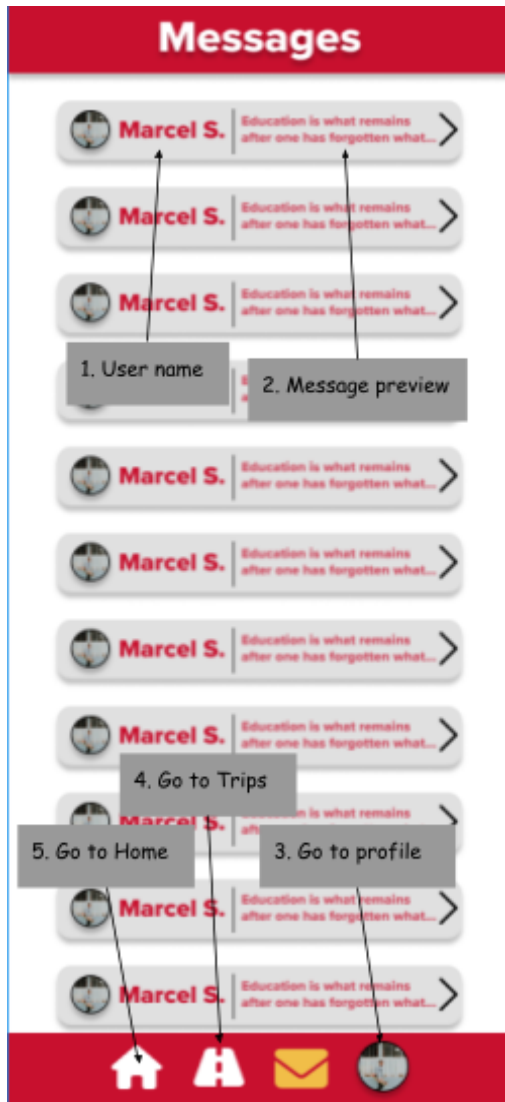 Messages
Marcel S.
Education is what remains
after one has forgotten what...
Marcel S.
Education is what remains
after one has forgotten what...
Marcel S.
Education is what remains
after one has forgotten what...
1. User name
2. Message preview
Marcel S.
Education is what remains
after one has forgotten what...
Marcel S.
Education is what remains
after one has forgotten what...
Marcel S.
Education is what remains
after one has forgotten what...
Marcel S.
Education is what remains
after one has forgotten what...
4. Go to Trips
Marcel S.
Education is what remains
5. Go to Home
3. Go to profile
Marcel S.
Education is what remains
after one has forgotten what...
Marcel S.
Education is what remains
after one has forgotten what...